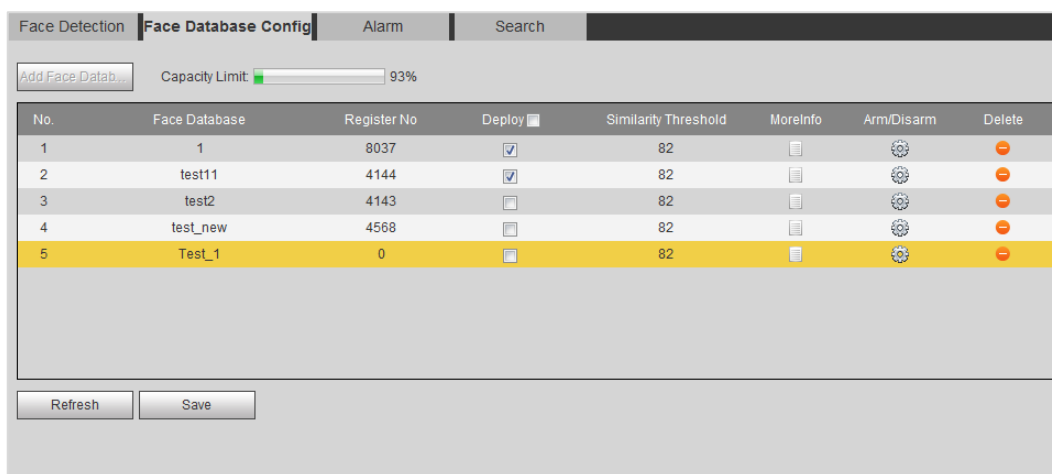 Face Detection Face Database Config Alarm Search
Add Face Datab... Capacity Limit: 93%
No. Face Database Register No Deploy Similarity Threshold MoreInfo Arm/Disarm Delete
1 1 8037 82
2 test11 4144 82
3 test2 4143 82
4 test_new 4568 82
5 Test_1 0 82
Refresh Save